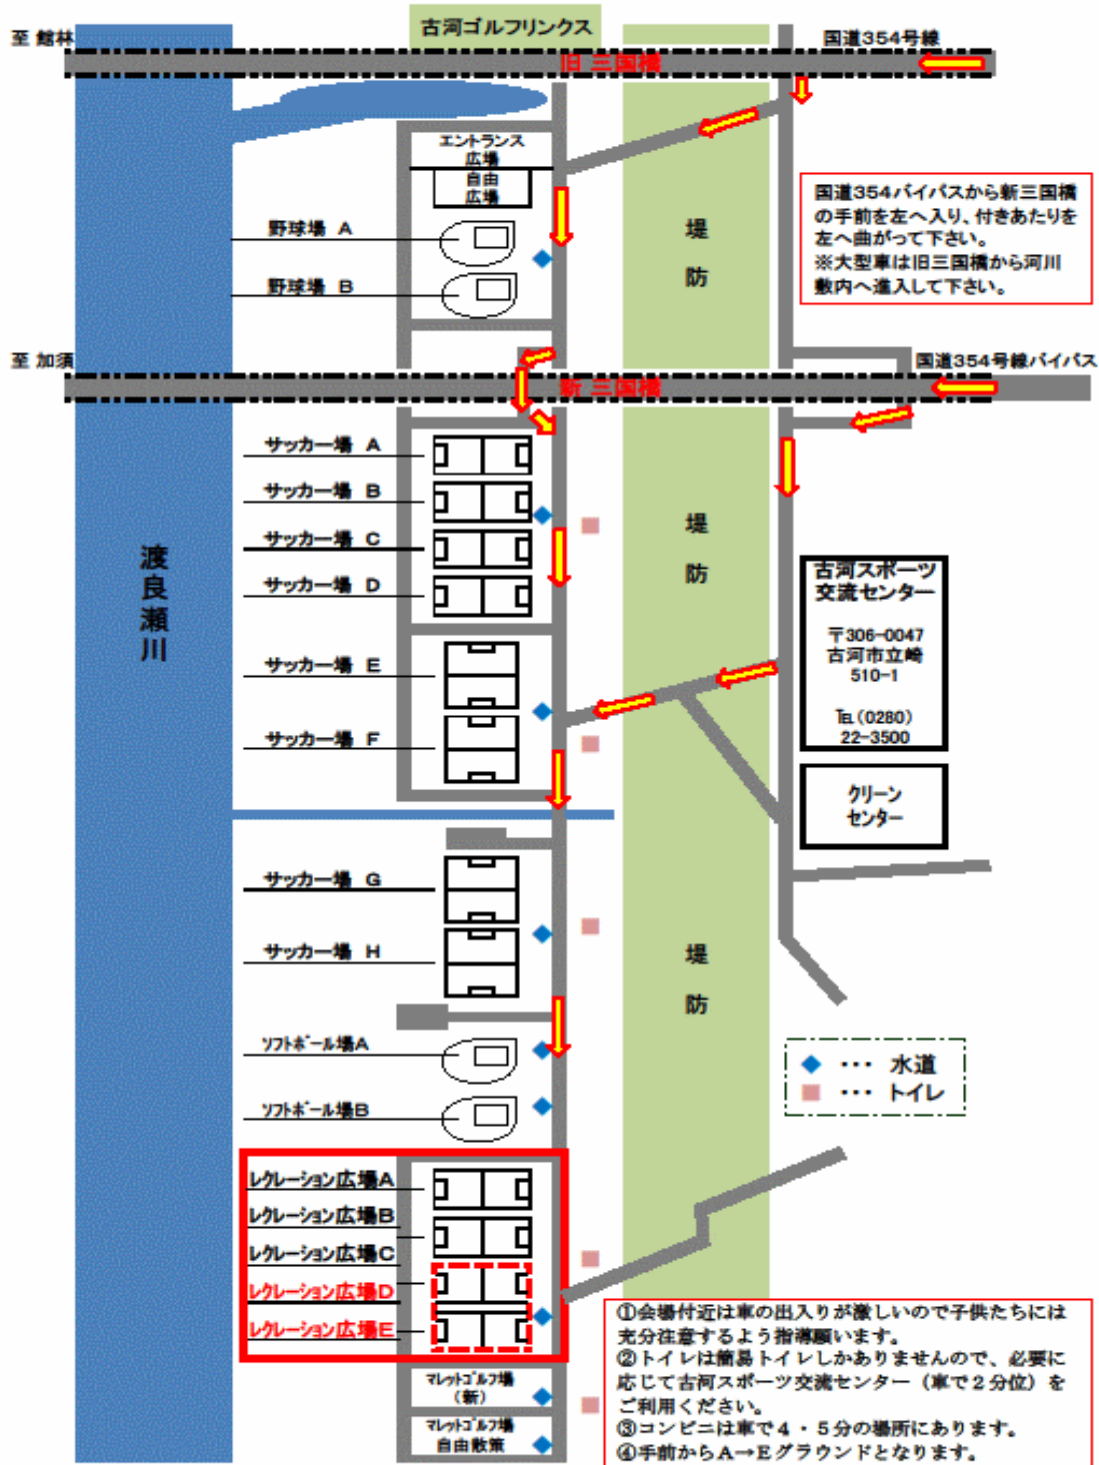 古河ゴルフリンクス
至 館林
国道354号線
旧 三国橋
エントランス
広場
自由
広場
国道354バイパスから新三国橋
の手前を左へ入り、付きあたりを
左へ曲がって下さい。
※大型車は旧三国橋から河川
敷内へ進入して下さい。
野球場 A
堤
防
野球場 B
至 加須
国道354号線バイパス
新 三国橋
サッカー場 A
サッカー場 B
サッカー場 C
サッカー場 D
堤
防
渡
良
瀬
川
古河スポーツ
交流センター
〒306-0047
古河市立崎
510-1
℡(0280)
22-3500
サッカー場 E
サッカー場 F
クリーン
センター
サッカー場 G
サッカー場 H
堤
防
ソフトボール場A
ソフトボール場B
◆ ･･･ 水道
■ ･･･ トイレ
レクレーション広場A
レクレーション広場B
レクレーション広場C
レクレーション広場D
レクレーション広場E
マレットゴルフ場
(新)
マレットゴルフ場
自由散策
①会場付近は車の出入りが激しいので子供たちには
充分注意するよう指導願います。
②トイレは簡易トイレしかありませんので、必要に
応じて古河スポーツ交流センター（車で２分位）を
ご利用ください。
③コンビニは車で４・５分の場所にあります。
④手前からA→Eグラウンドとなります。